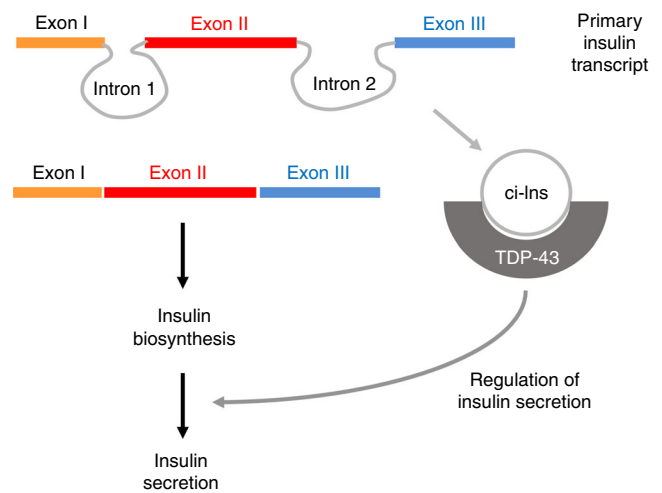 Exon I
Exon II
Exon III
Primary
insulin
transcript
Intron 1
Intron 2
Exon I
Exon II
Exon III
ci-Ins
TDP-43
Insulin
biosynthesis
Regulation of
insulin secretion
Insulin
secretion